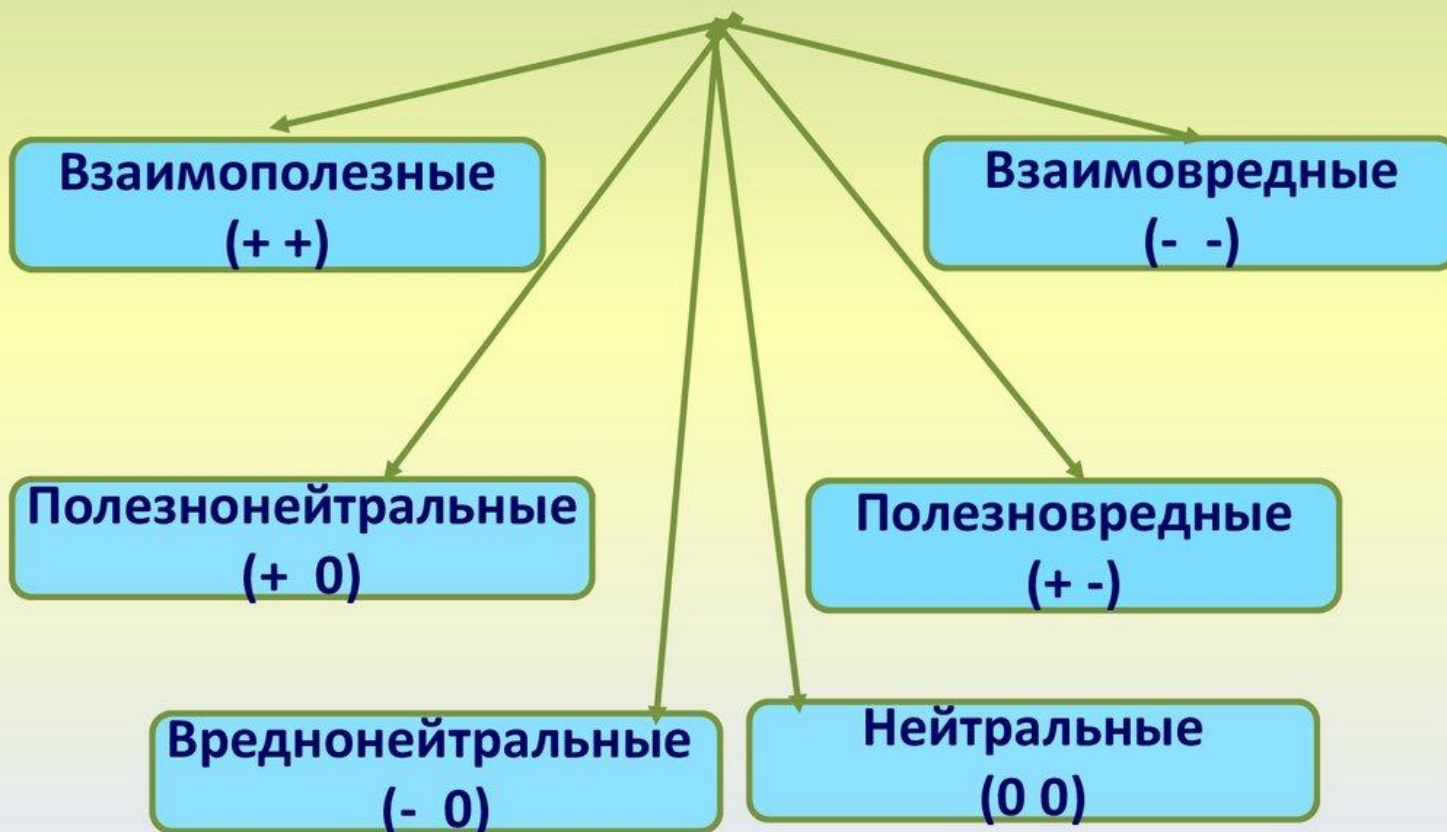 Взаимополезные
(+ +)
Взаимовредные
(- -)
Полезнонейтральные
(+ 0)
Полезновредные
(+ -)
Вреднонейтральные
(- 0)
Нейтральные
(0 0)